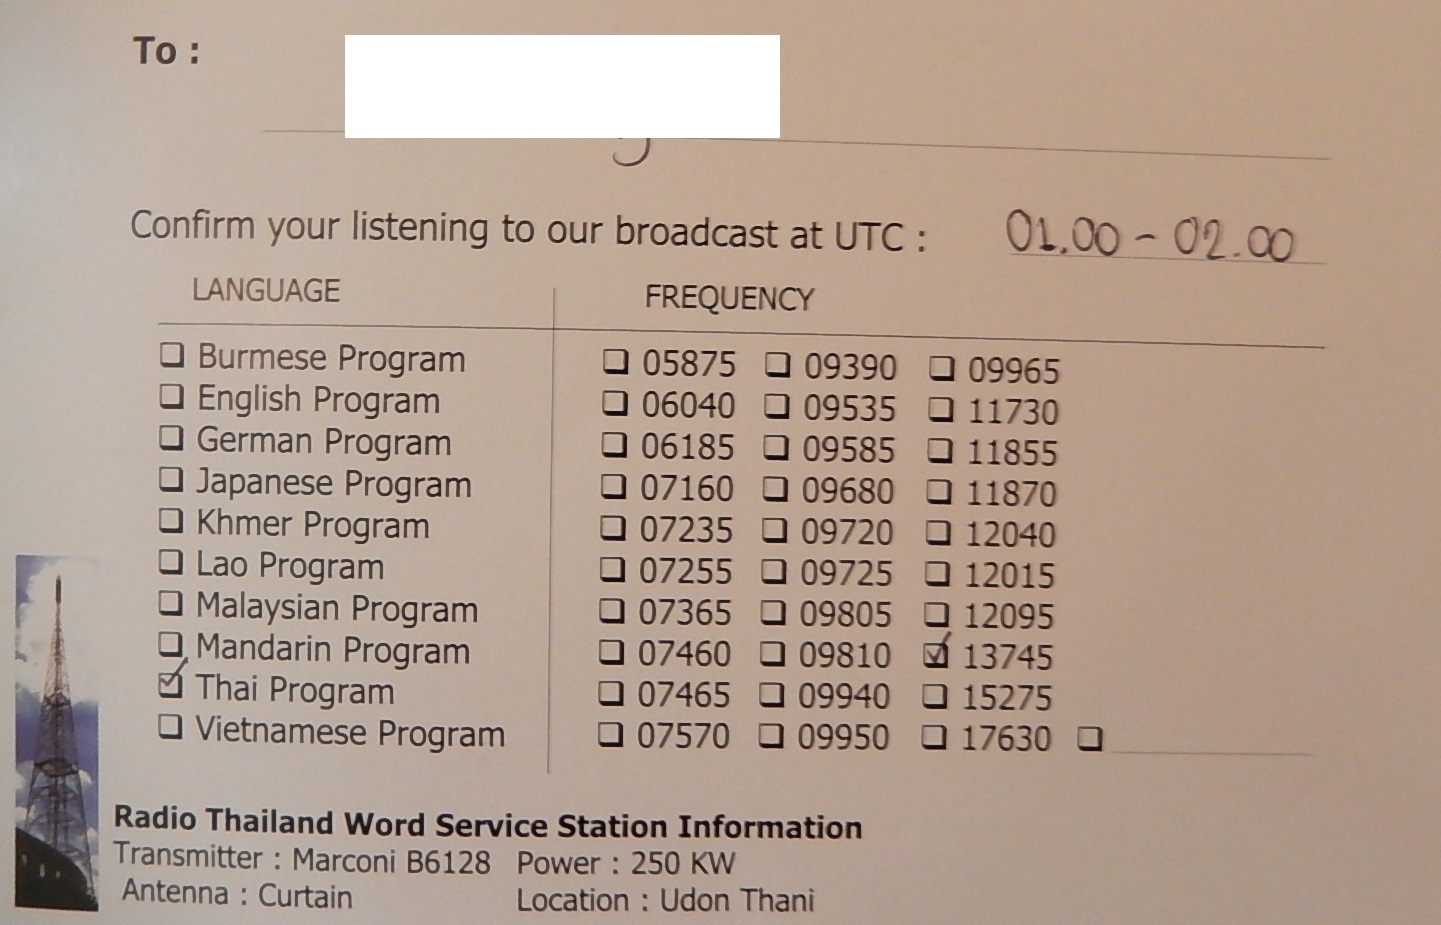 To :
Confirm your listening to our broadcast at UTC : 01.00 - 02.00
LANGUAGE FREQUENCY
❏ Burmese Program ❏ 05875 ❏ 09390 ❏ 09965
❏ English Program ❏ 06040 ❏ 09535 ❏ 11730
❏ German Program ❏ 06185 ❏ 09585 ❏ 11855
❏ Japanese Program ❏ 07160 ❏ 09680 ❏ 11870
❏ Khmer Program ❏ 07235 ❏ 09720 ❏ 12040
❏ Lao Program ❏ 07255 ❏ 09725 ❏ 12015
❏ Malaysian Program ❏ 07365 ❏ 09805 ❏ 12095
❏ Mandarin Program ❏ 07460 ❏ 09810 ☑ 13745
☑ Thai Program ❏ 07465 ❏ 09940 ❏ 15275
❏ Vietnamese Program ❏ 07570 ❏ 09950 ❏ 17630 ❏
Radio Thailand Word Service Station Information
Transmitter : Marconi B6128 Power : 250 KW
Antenna : Curtain Location : Udon Thani